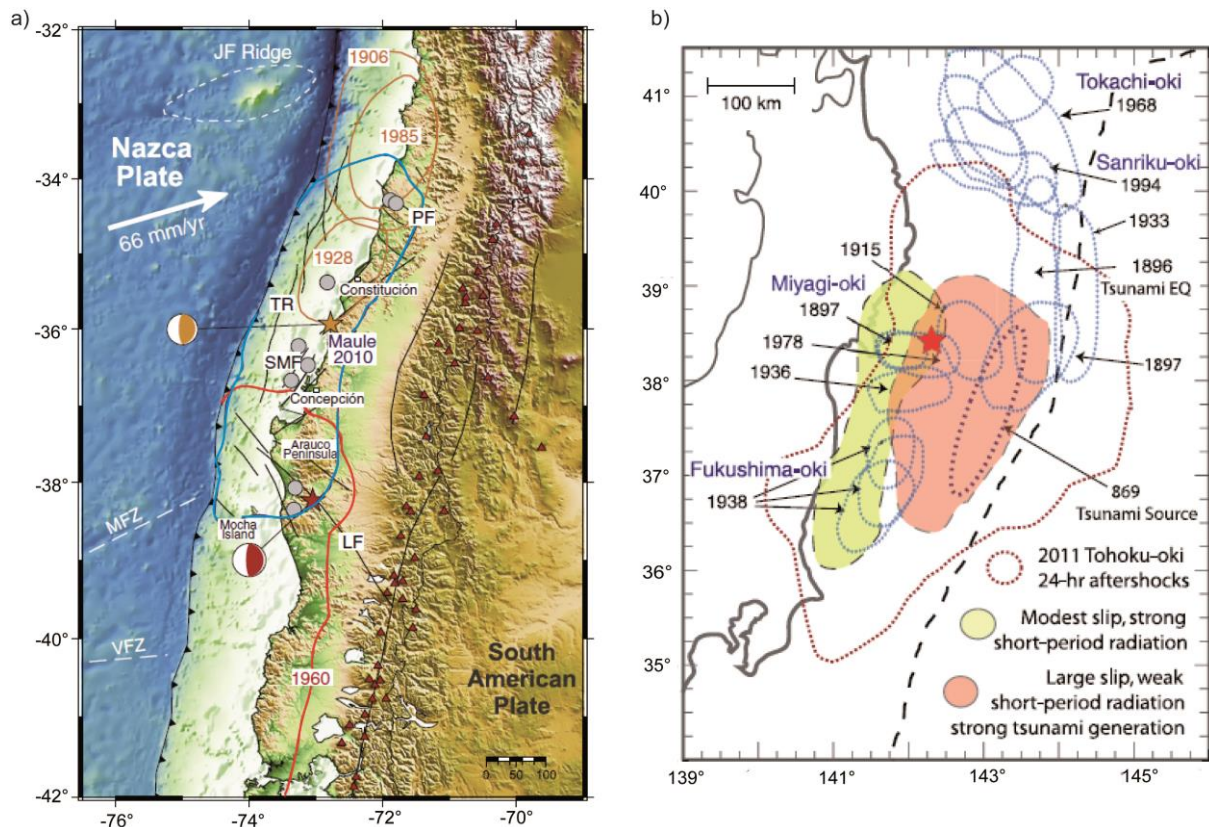 a)
-32°
-34°
-36°
-38°
-40°
-42°
-76°
-74°
-72°
-70°
JF Ridge
1906
1985
Nazca
Plate
66 mm/yr
PF
1928
Constitución
TR
Maule
2010
SMF
Concepción
Arauco
Peninsula
MFZ
Mocha
Island
LF
VFZ
1960
South
American
Plate
0
50
100
b)
41°
40°
39°
38°
37°
36°
35°
139°
141°
143°
145°
100 km
Tokachi-oki
1968
Sanriku-oki
1994
1933
1915
1896
Tsunami EQ
Miyagi-oki
1897
1978
1936
1897
Fukushima-oki
1938
869
Tsunami Source
2011 Tohoku-oki
24-hr aftershocks
Modest slip, strong
short-period radiation
Large slip, weak
short-period radiation
strong tsunami generation